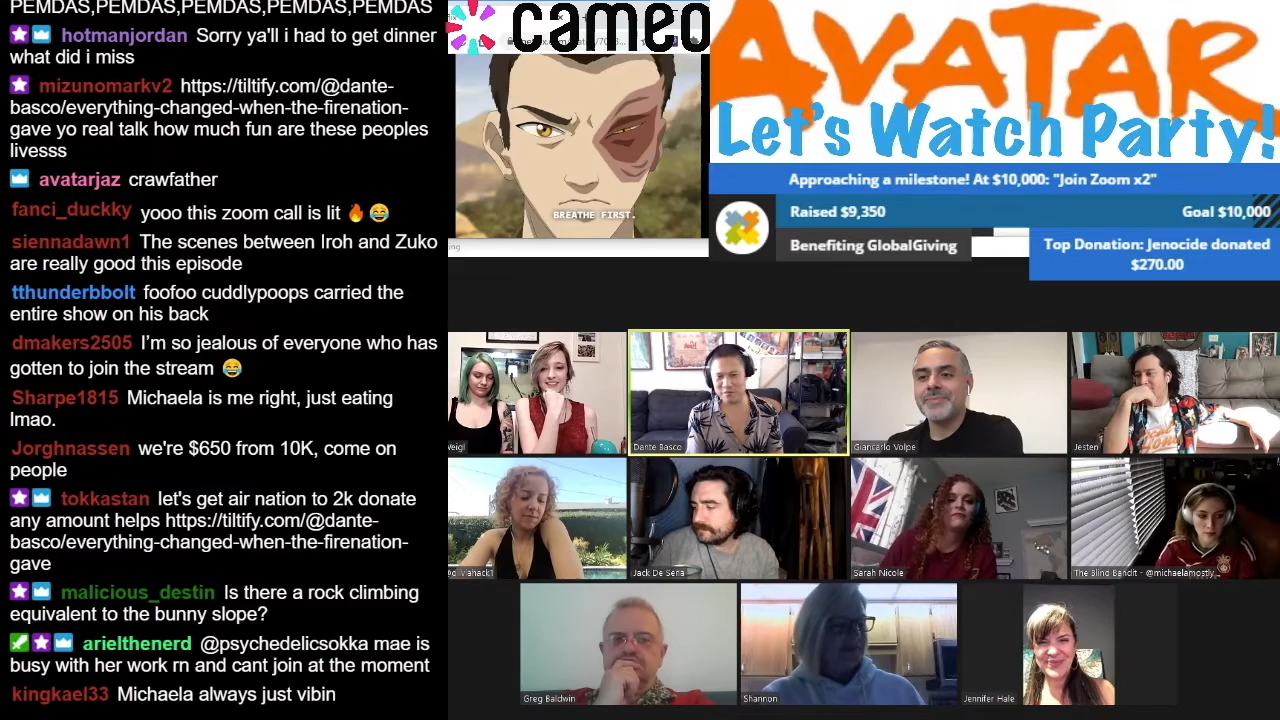 PEMDAS,PEMDAS,PEMDAS,PEMDAS,PEMDAS
hotmanjordan Sorry ya'll i had to get dinner
what did i miss
mizunomarkv2 https://tiltify.com/@dante-
basco/everything-changed-when-the-firenation-
gave yo real talk how much fun are these peoples
livesss
avatarjaz crawfather
fanci_duckky yooo this zoom call is lit 🔥😂
siennadawn1 The scenes between Iroh and Zuko
are really good this episode
tthunderbbolt foofoo cuddlypoops carried the
entire show on his back
dmakers2505 I'm so jealous of everyone who has
gotten to join the stream 😂
Sharpe1815 Michaela is me right, just eating
lmao.
Jorghnassen we're $650 from 10K, come on
people
tokkastan let's get air nation to 2k donate
any amount helps https://tiltify.com/@dante-
basco/everything-changed-when-the-firenation-
gave
malicious_destin Is there a rock climbing
equivalent to the bunny slope?
arielthenerd @psychedelicsokka mae is
busy with her work rn and cant join at the moment
kingkael33 Michaela always just vibin
cameo
BREATHE FIRST.
AVATAR
Let's Watch Party!
Approaching a milestone! At $10,000: "Join Zoom x2"
Raised $9,350
Goal $10,000
Benefiting GlobalGiving
Top Donation: Jenocide donated
$270.00
Dante Basco
Giancarlo Volpe
Jesten
Jack De Sena
Sarah Nicole
The Blind Bandit - @michaelamostly
Greg Baldwin
Shannon
Jennifer Hale